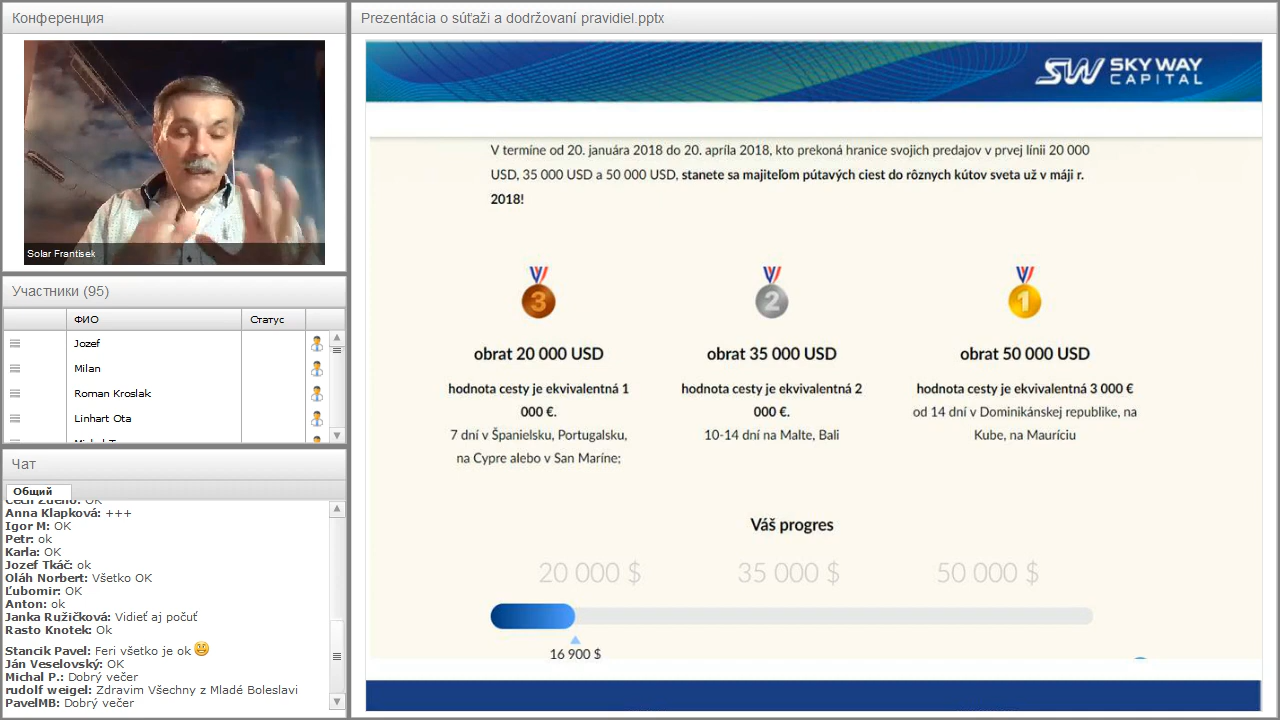 Конференция
Solar Frantisek
Участники (95)
ФИО
Статус
Jozef
Milan
Roman Kroslak
Linhart Ota
Чат
Общий
Anna Klapková: +++
Igor M: OK
Petr: ok
Karla: OK
Jozef Tkáč: ok
Oláh Norbert: Všetko OK
Ľubomir: OK
Anton: ok
Janka Ružičková: Vidieť aj počuť
Rasto Knotek: Ok
Stancik Pavol: Feri všetko je ok
Ján Veselovský: OK
Michal P.: Dobrý večer
rudolf weigel: Zdravim Všechny z Mladé Boleslavi
PavelMB: Dobrý večer
Prezentácia o súťaži a dodržovaní pravidiel.pptx
SW SKY WAY
CAPITAL
V termíne od 20. januára 2018 do 20. apríla 2018, kto prekoná hranice svojich predajov v prvej línii 20 000
USD, 35 000 USD a 50 000 USD, stanete sa majiteľom pútavých ciest do rôznych kútov sveta už v máji r.
2018!
3
obrat 20 000 USD
hodnota cesty je ekvivalentná 1
000 €.
7 dní v Španielsku, Portugalsku,
na Cypre alebo v San Maríne;
2
obrat 35 000 USD
hodnota cesty je ekvivalentná 2
000 €.
10-14 dní na Malte, Bali
1
obrat 50 000 USD
hodnota cesty je ekvivalentná 3 000 €
od 14 dní v Dominikánskej republike, na
Kube, na Mauríciu
Váš progres
20 000 $
35 000 $
50 000 $
16 900 $